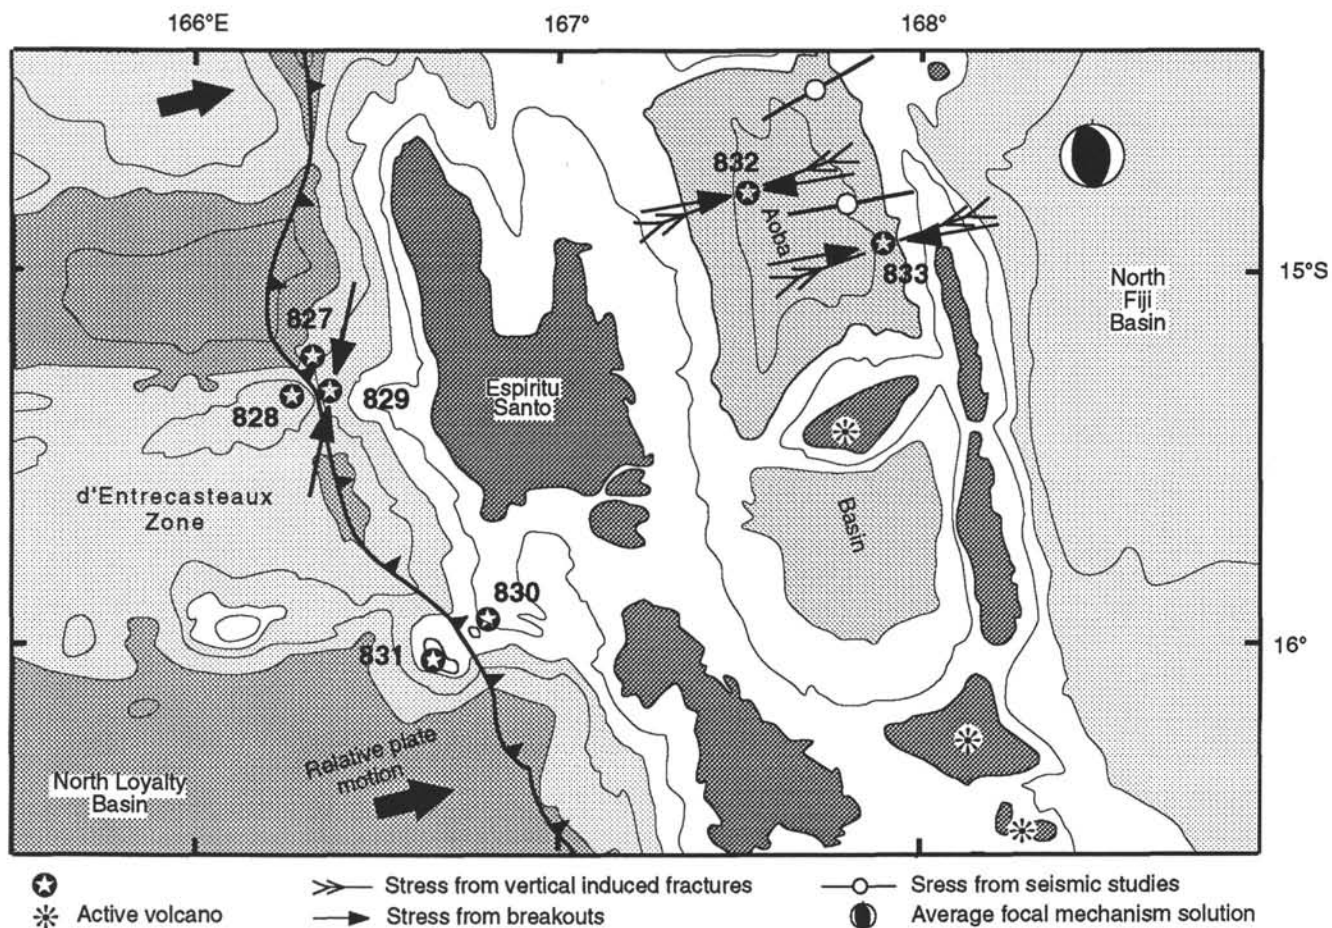 166°E 167° 168°
832
Aoba
833
15°S
North
Fiji
Basin
827
829
828
Espiritu
Santo
d'Entrecasteaux
Zone
Basin
830
831
16°
Relative plate
motion
North Loyalty
Basin
Stress from vertical induced fractures
Sress from seismic studies
Active volcano
Stress from breakouts
Average focal mechanism solution